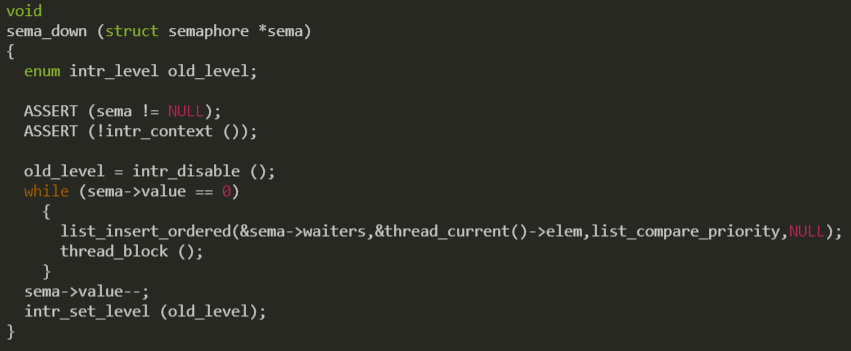 void
sema_down (struct semaphore *sema)
{
  enum intr_level old_level;

  ASSERT (sema != NULL);
  ASSERT (!intr_context ());

  old_level = intr_disable ();
  while (sema->value == 0)
    {
      list_insert_ordered(&sema->waiters,&thread_current()->elem,list_compare_priority,NULL);
      thread_block ();
    }
  sema->value--;
  intr_set_level (old_level);
}